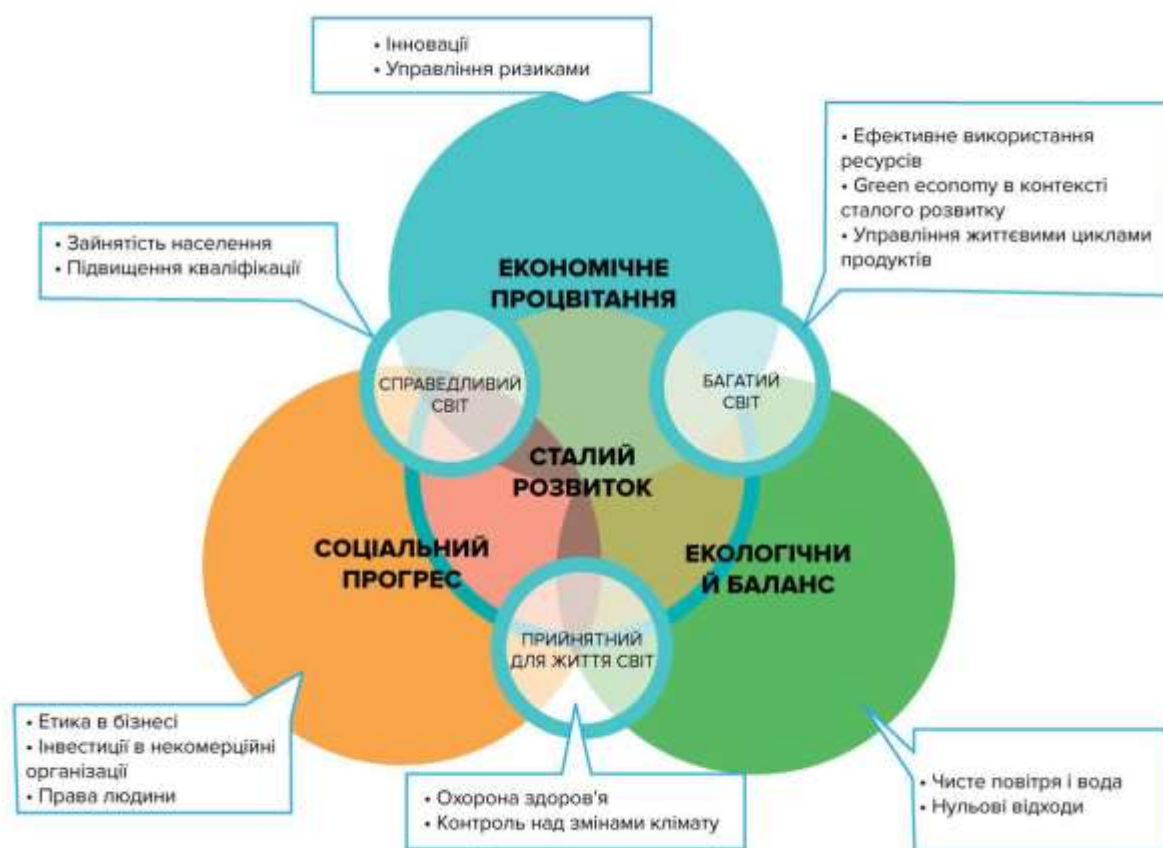 • Інновації
• Управління ризиками
• Ефективне використання
ресурсів
• Green economy в контексті
сталого розвитку
• Управління життєвими циклами
продуктів
• Зайнятість населення
• Підвищення кваліфікації
ЕКОНОМІЧНЕ
ПРОЦВІТАННЯ
СПРАВЕДЛИВИЙ
СВІТ
БАГАТИЙ
СВІТ
СТАЛИЙ
РОЗВИТОК
СОЦІАЛЬНИЙ
ПРОГРЕС
ЕКОЛОГІЧНИ
Й БАЛАНС
ПРИЙНЯТНИЙ
ДЛЯ ЖИТТЯ СВІТ
• Етика в бізнесі
• Інвестиції в некомерційні
організації
• Права людини
• Охорона здоров'я
• Контроль над змінами клімату
• Чисте повітря і вода
• Нульові відходи